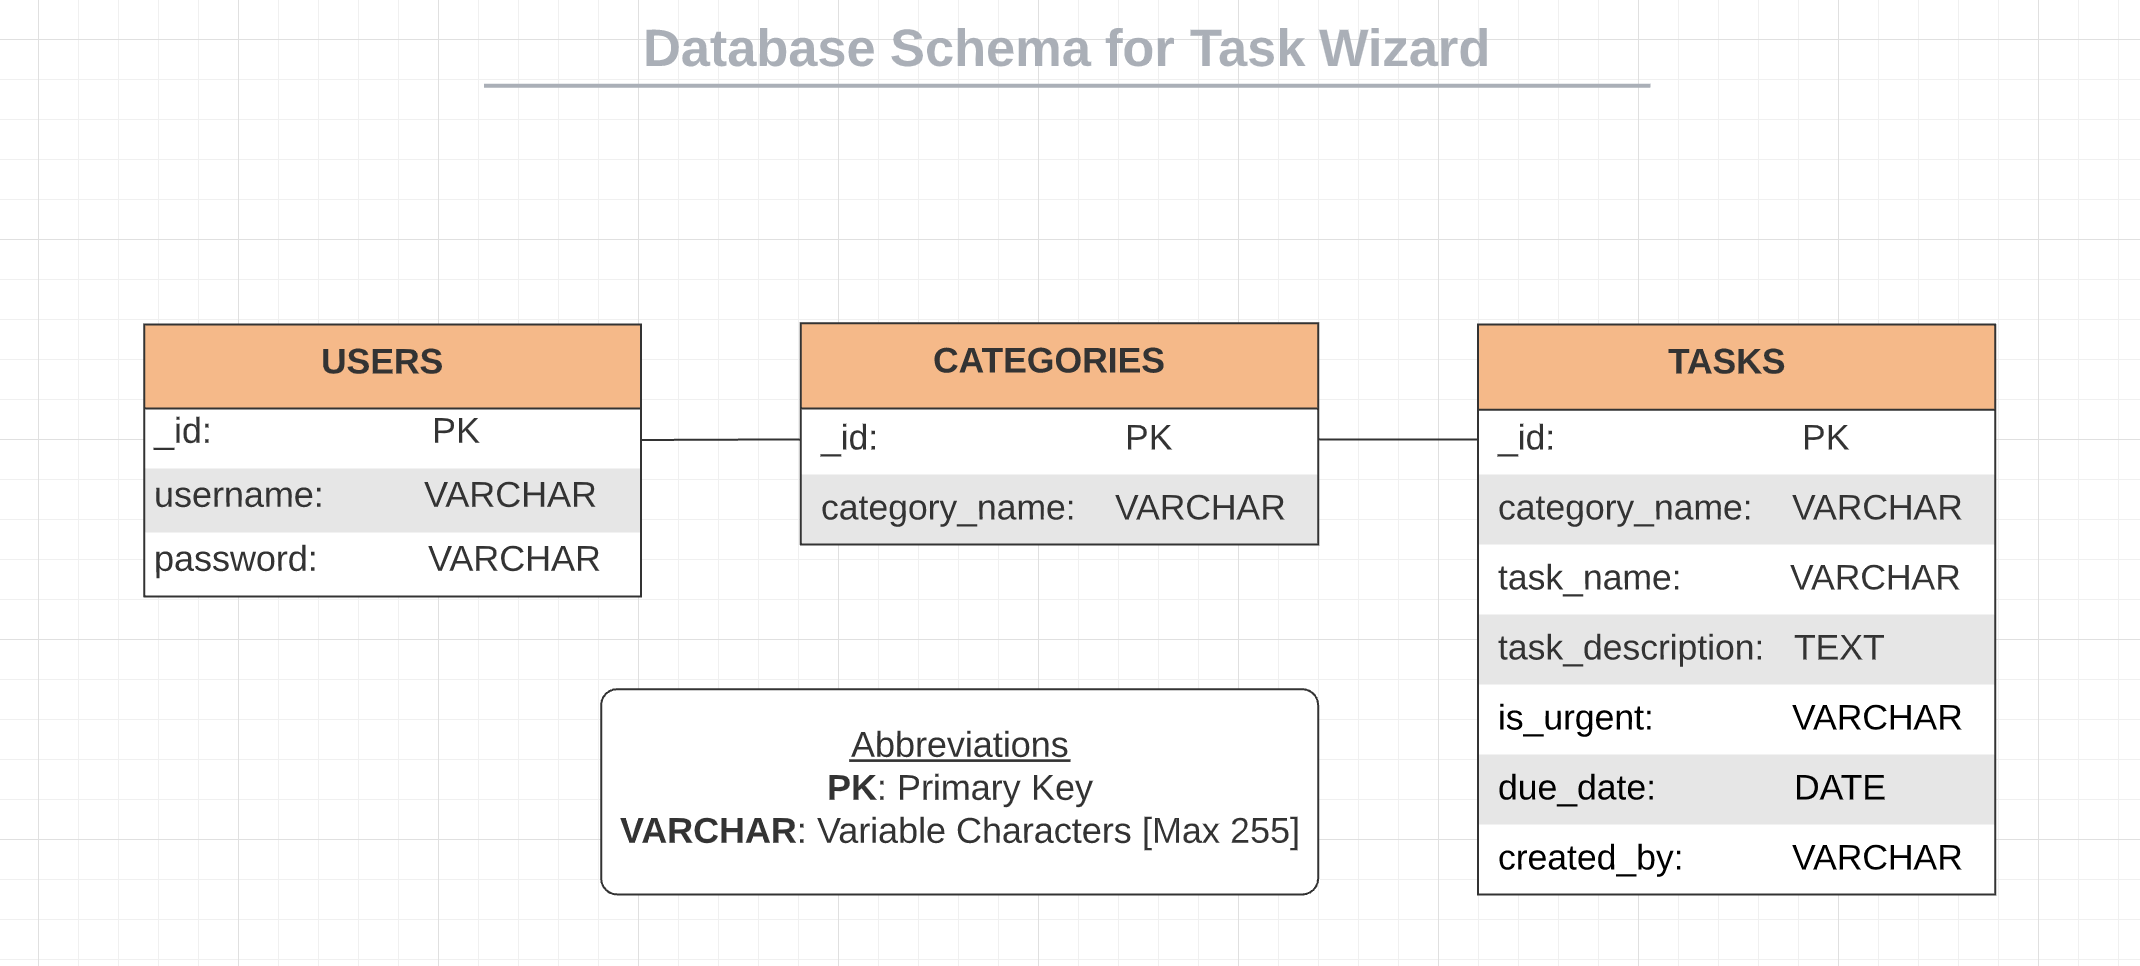 Database Schema for Task Wizard
USERS
_id: PK
username: VARCHAR
password: VARCHAR
CATEGORIES
_id: PK
category_name: VARCHAR
TASKS
_id: PK
category_name: VARCHAR
task_name: VARCHAR
task_description: TEXT
is_urgent: VARCHAR
due_date: DATE
created_by: VARCHAR
Abbreviations
PK: Primary Key
VARCHAR: Variable Characters [Max 255]